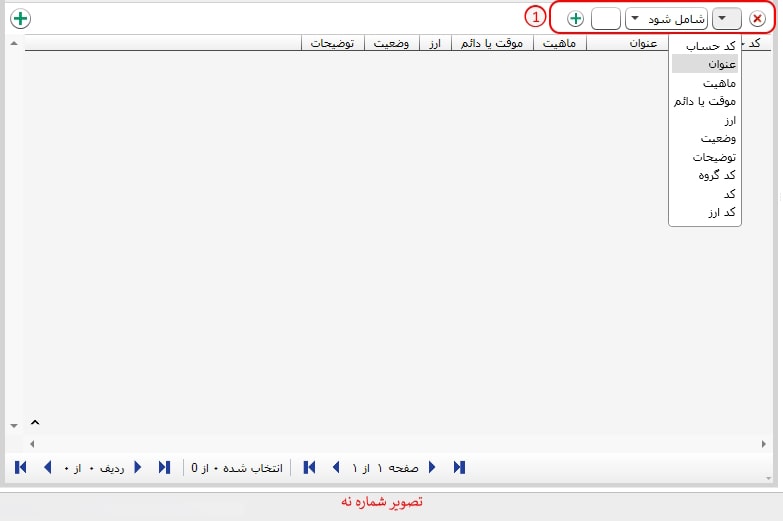 شامل شود 1
کد ح عنوان ماهیت موقت یا دائم ارز وضعیت توضیحات
کد حساب
عنوان
ماهیت
موقت یا دائم
ارز
وضعیت
توضیحات
کد گروه
کد
کد ارز
صفحه ۱ از ۱ انتخاب شده ۰ از 0 ردیف ۰ از ۰
تصویر شماره نه